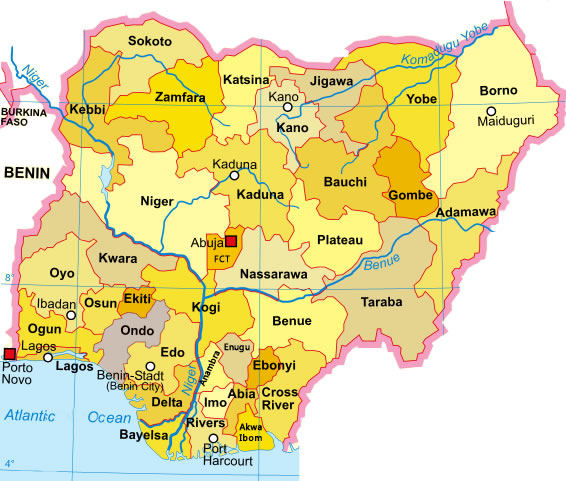 Sokoto
Niger
Komadugu Yobe
Katsina
Jigawa
Zamfara
Kebbi
Kano
Yobe
Borno
BURKINA
FASO
Maiduguri
Kano
BENIN
Kaduna
Bauchi
Kaduna
Gombe
Niger
Adamawa
Plateau
Abuja
FCT
Kwara
Benue
Nassarawa
Oyo
8°
Taraba
Ekiti
Osun
Kogi
Ibadan
Benue
Ogun
Ondo
Lagos
Edo
Enugu
Anambra
Ebonyi
Porto
Novo
Lagos
Benin-Stadt
(Benin City)
Niger
Delta
Imo
Abia
Cross
River
Atlantic Ocean
Bayelsa
Rivers
Akwa
Ibom
Port
Harcourt
4°